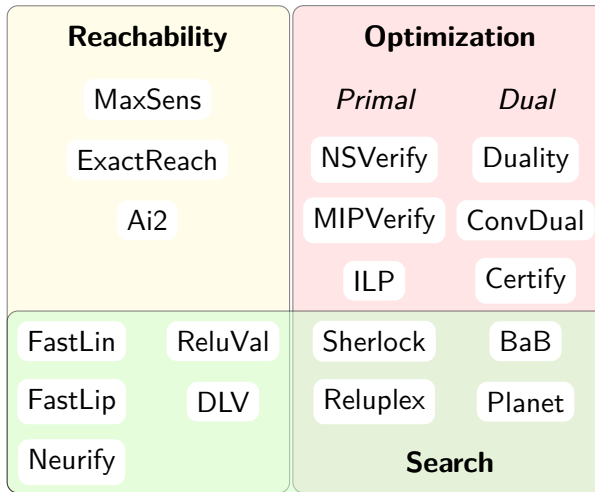 Reachability Optimization
MaxSens Primal Dual
ExactReach NSVerify Duality
Ai2 MIPVerify ConvDual
ILP Certify
FastLin ReluVal Sherlock BaB
FastLip DLV Reluplex Planet
Neurify Search